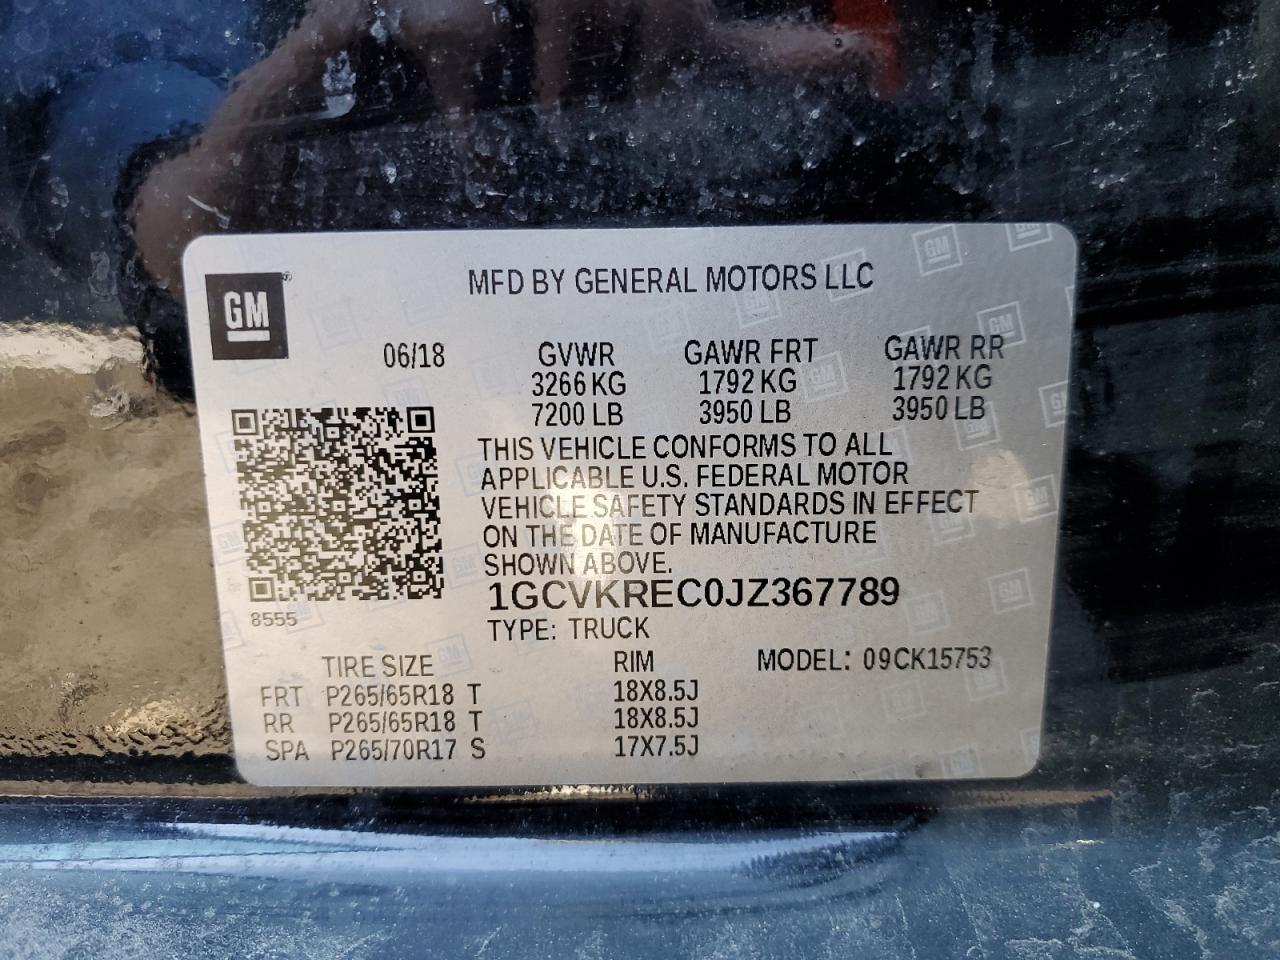 GM®
MFD BY GENERAL MOTORS LLC
06/18 GVWR GAWR FRT GAWR RR
3266 KG 1792 KG 1792 KG
7200 LB 3950 LB 3950 LB
THIS VEHICLE CONFORMS TO ALL
APPLICABLE U.S. FEDERAL MOTOR
VEHICLE SAFETY STANDARDS IN EFFECT
ON THE DATE OF MANUFACTURE
SHOWN ABOVE.
1GCVKREC0JZ367789
8555
TYPE: TRUCK
TIRE SIZE RIM MODEL: 09CK15753
FRT P265/65R18 T 18X8.5J
RR P265/65R18 T 18X8.5J
SPA P265/70R17 S 17X7.5J